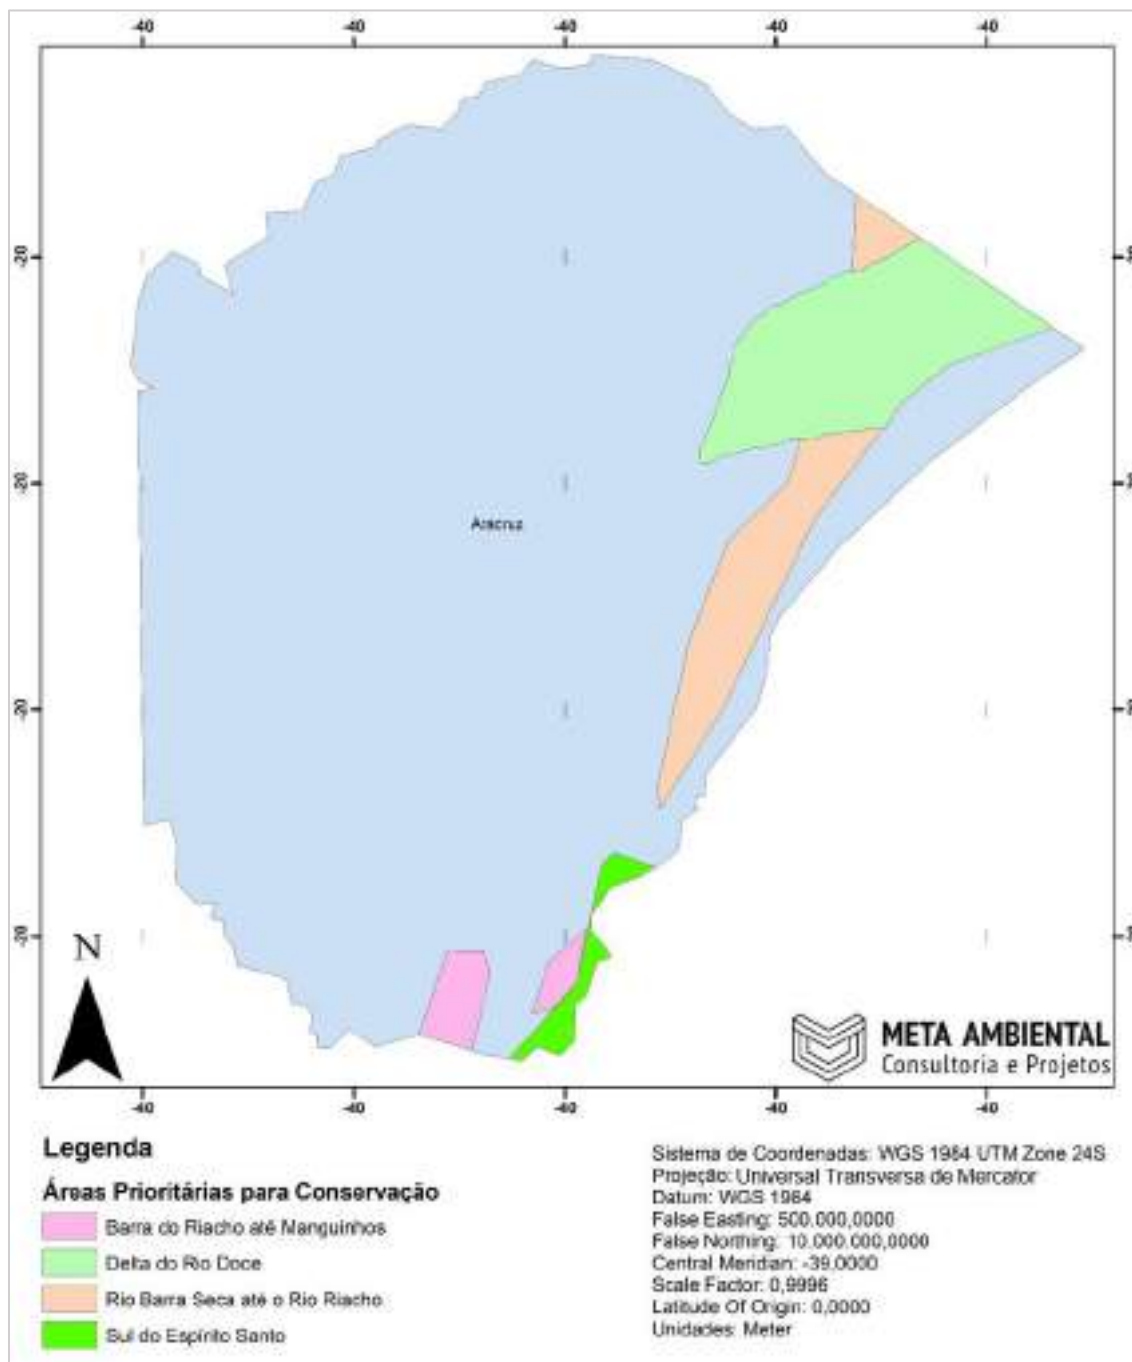 -40 -40 -40 -40 -40
-20
-20
Aracruz
-20
-20
N
META AMBIENTAL
Consultoria e Projetos
-40 -40 -40 -40 -40
Legenda
Áreas Prioritárias para Conservação
Barra do Riacho até Manguinhos
Delta do Rio Doce
Rio Barra Seca até o Rio Riacho
Sul do Espírito Santo
Sistema de Coordenadas: WGS 1984 UTM Zone 24S
Projeção: Universal Transversa de Mercator
Datum: WGS 1984
False Easting: 500.000,0000
False Northing: 10.000.000,0000
Central Meridian: -39,0000
Scale Factor: 0,9996
Latitude Of Origin: 0,0000
Unidades: Meter